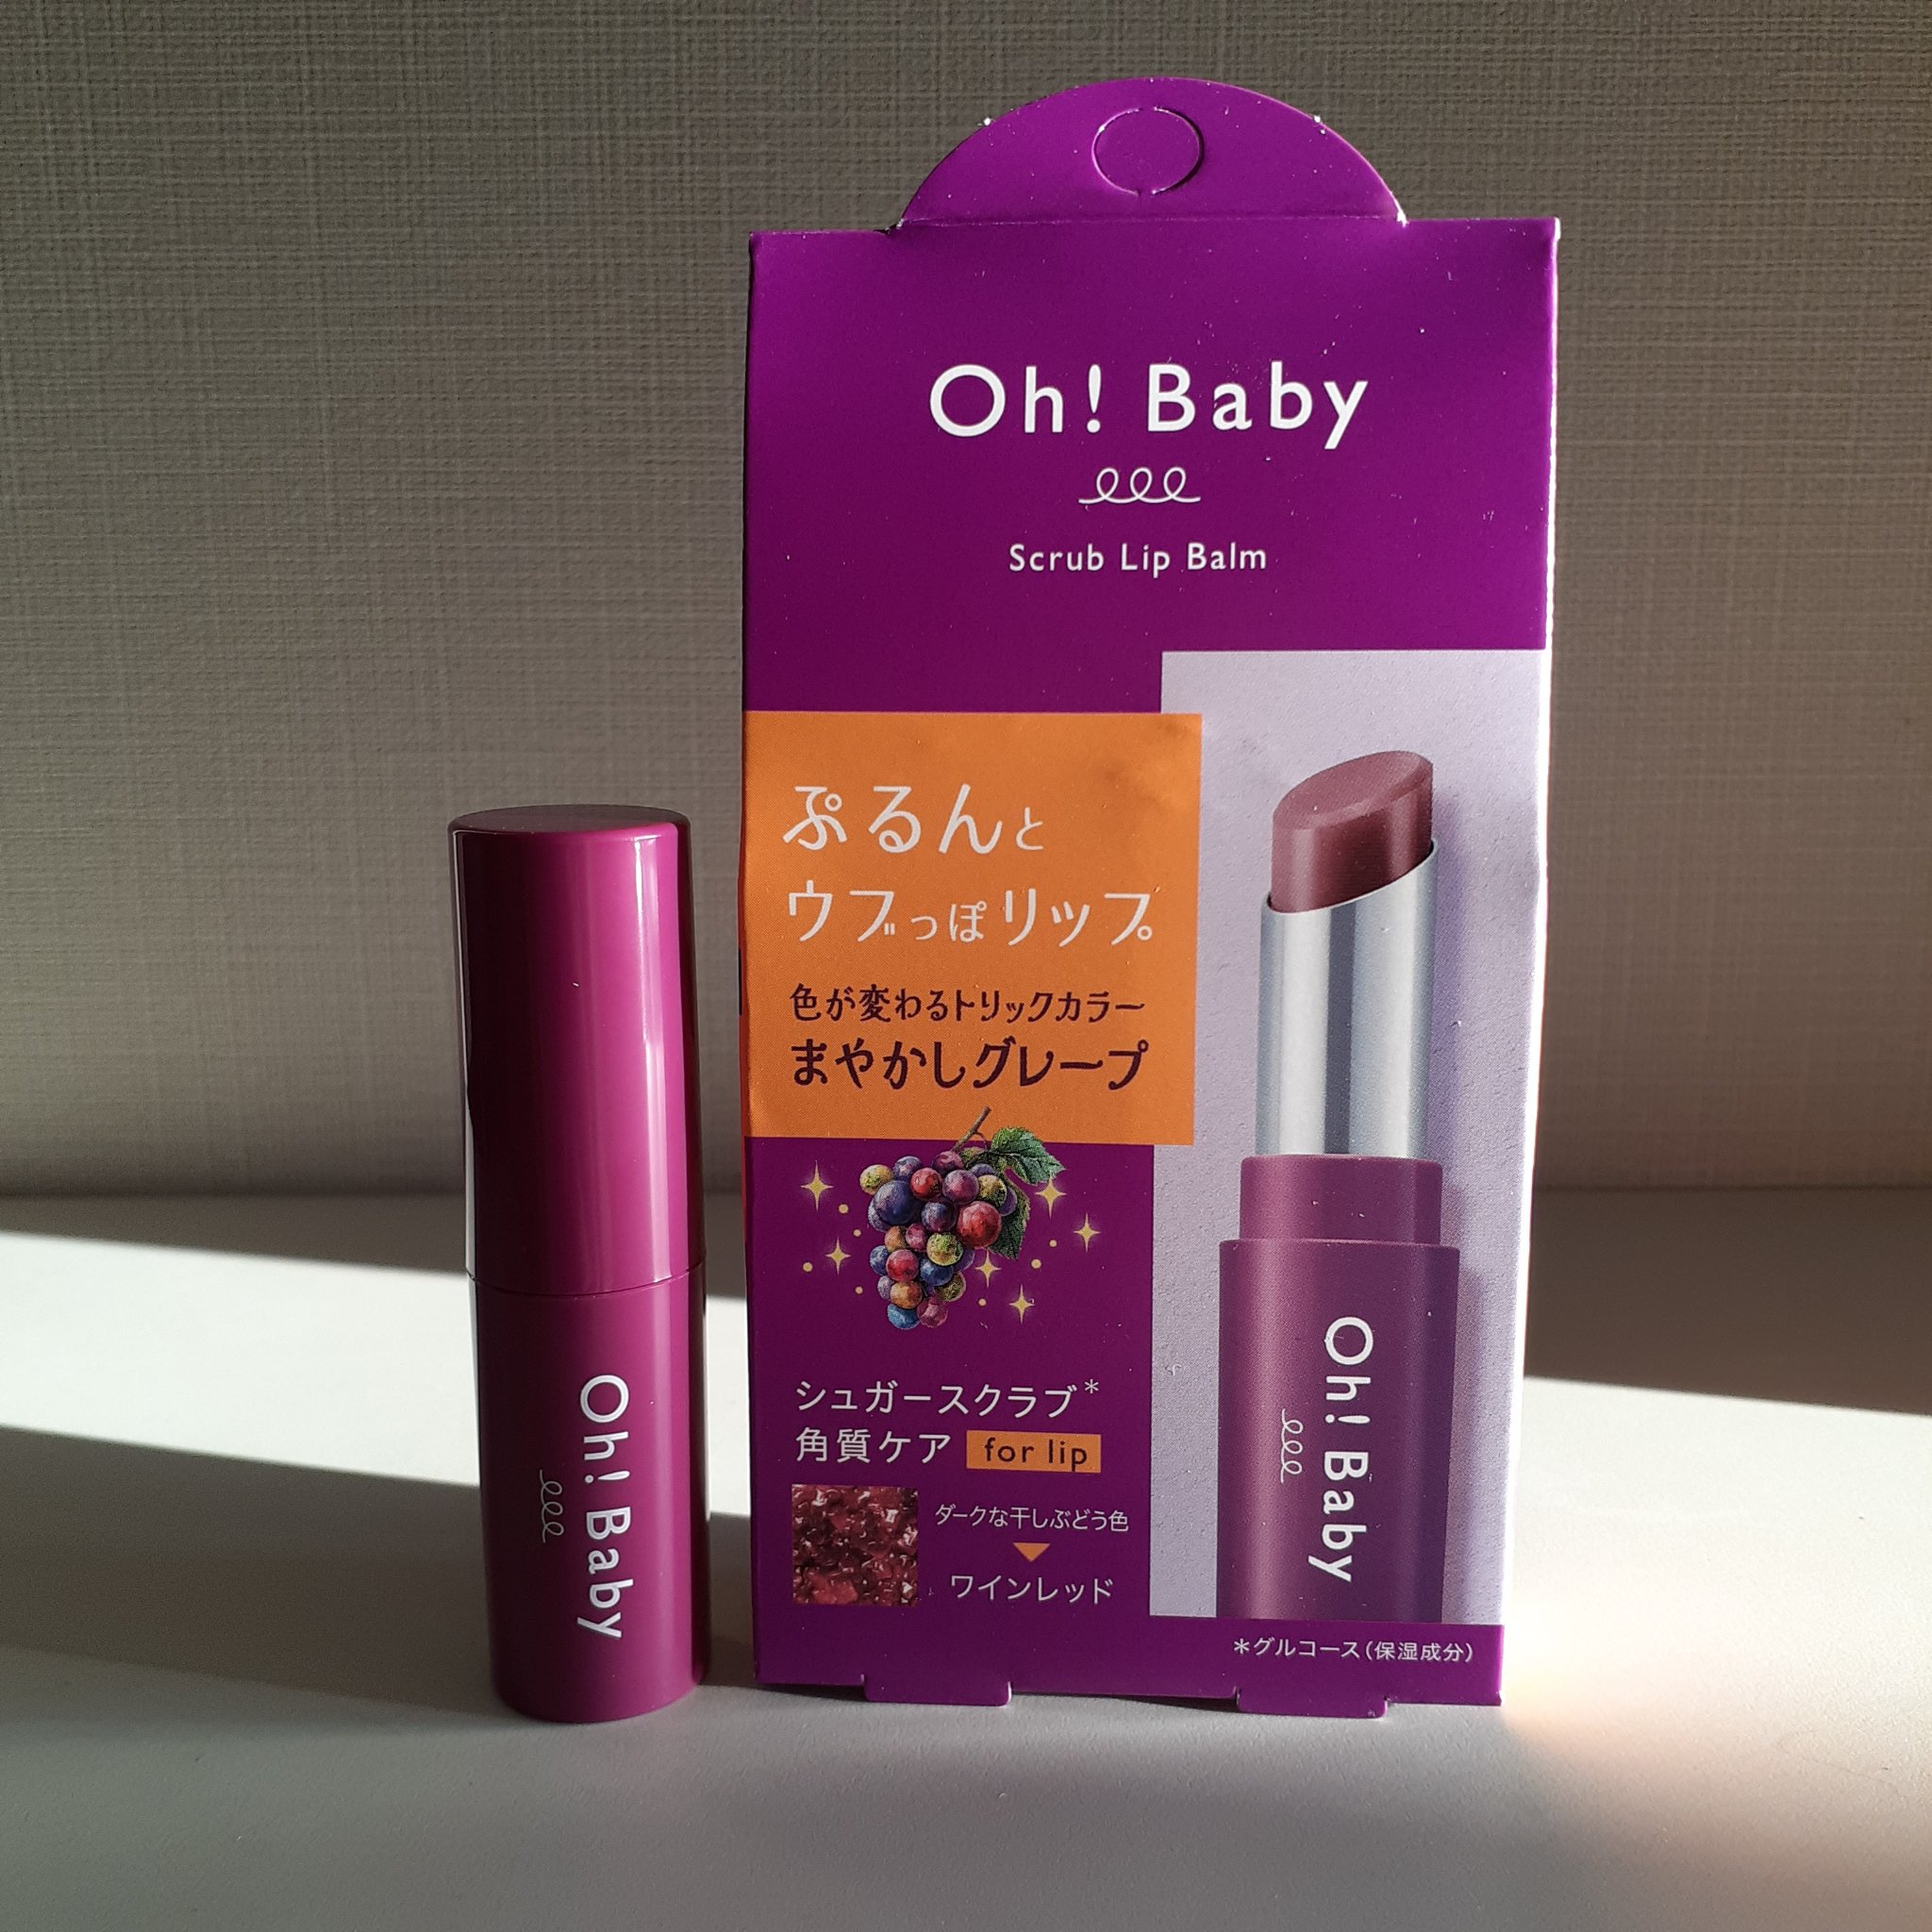 Oh! Baby
Scrub Lip Balm
ぷるんと
ウブっぽリップ
色が変わるトリックカラー
まやかしグレープ
シュガースクラブ*
角質ケア for lip
ダークな干しぶどう色
ワインレッド
*グルコース(保湿成分)
Oh! Baby
Oh! Baby